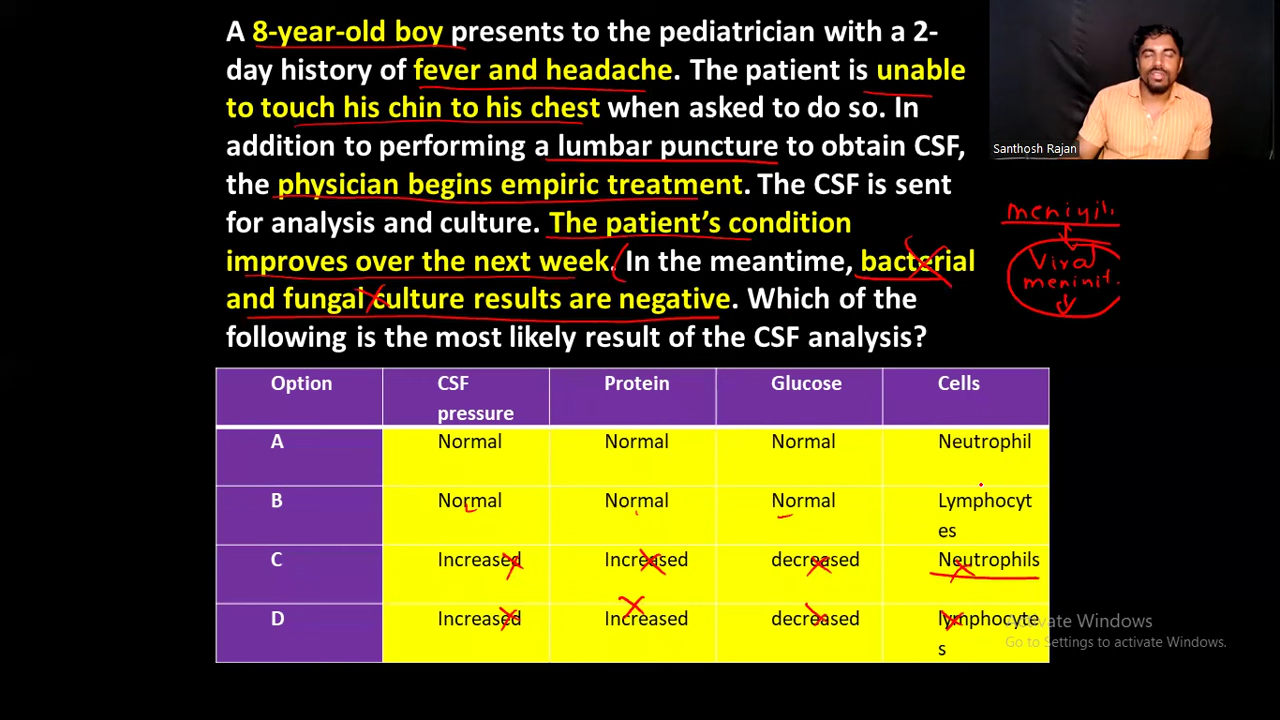 A 8-year-old boy presents to the pediatrician with a 2-
day history of fever and headache. The patient is unable
to touch his chin to his chest when asked to do so. In
addition to performing a lumbar puncture to obtain CSF,
the physician begins empiric treatment. The CSF is sent
for analysis and culture. The patient’s condition
improves over the next week. In the meantime, bacterial
and fungal culture results are negative. Which of the
following is the most likely result of the CSF analysis?
Santhosh Rajan
Viral
Option CSF pressure Protein Glucose Cells
A Normal Normal Normal Neutrophil
B Normal Normal Normal Lymphocyt
es
C Increased Increased decreased Neutrophils
D Increased Increased decreased lymphocyte
s
Activate Windows
Go to Settings to activate Windows.